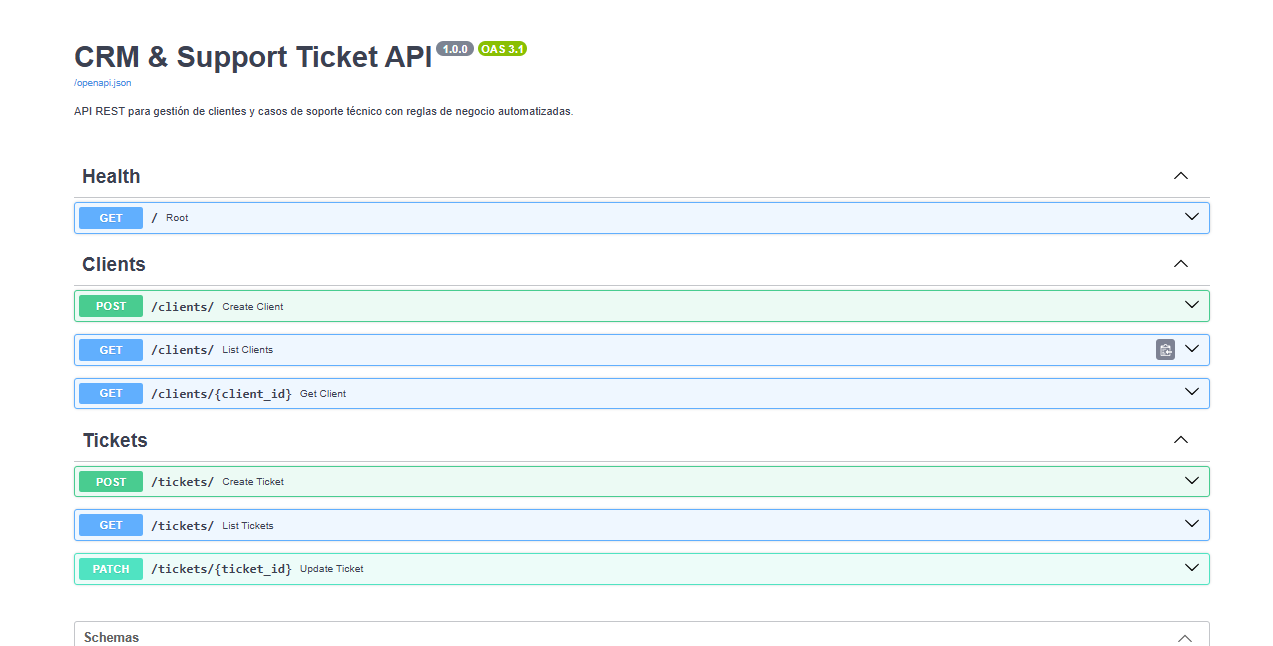 CRM & Support Ticket API 1.0.0 OAS 3.1
/openapi.json
API REST para gestión de clientes y casos de soporte técnico con reglas de negocio automatizadas.
Health
GET / Root
Clients
POST /clients/ Create Client
GET /clients/ List Clients
GET /clients/{client_id} Get Client
Tickets
POST /tickets/ Create Ticket
GET /tickets/ List Tickets
PATCH /tickets/{ticket_id} Update Ticket
Schemas